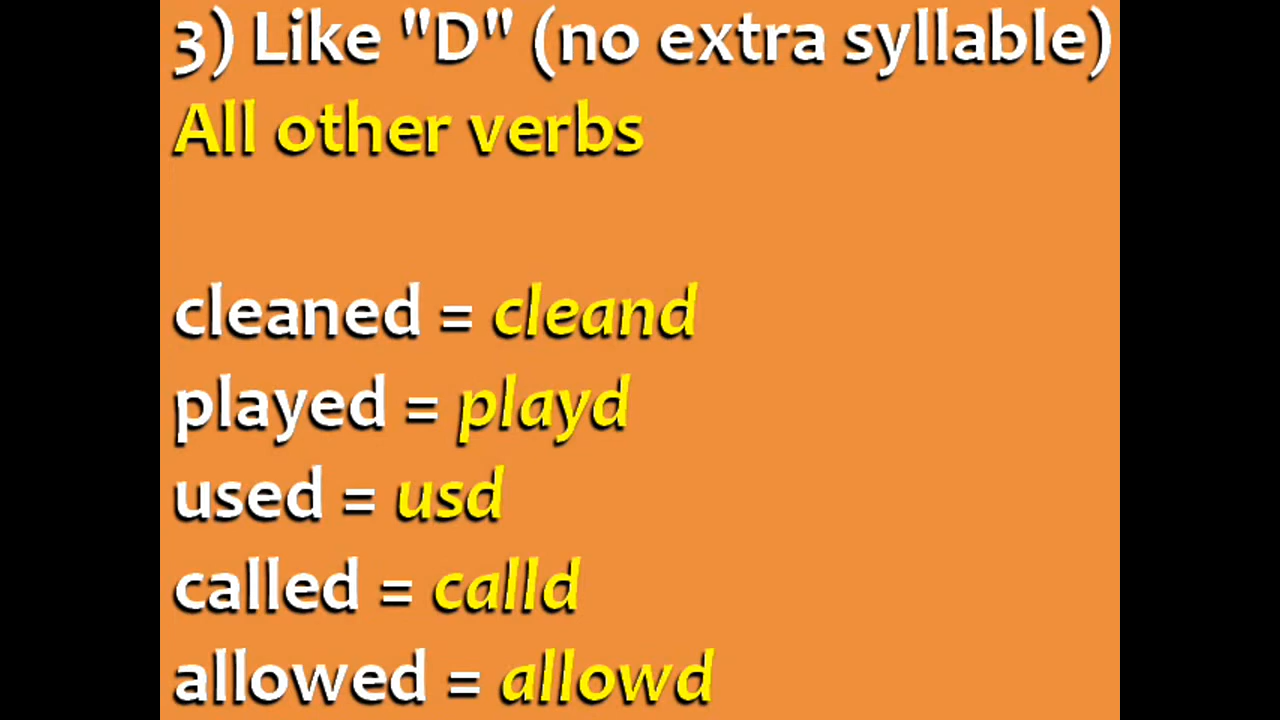 3) Like "D" (no extra syllable)
All other verbs
cleaned = cleand
played = playd
used = usd
called = calld
allowed = allowd